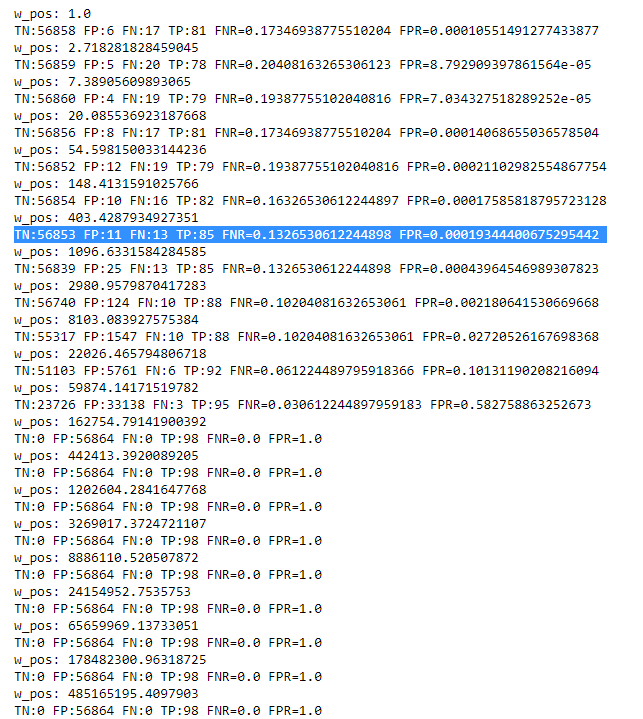 w_pos: 1.0
TN:56858 FP:6 FN:17 TP:81 FNR=0.17346938775510204 FPR=0.00010551491277433877
w_pos: 2.718281828459045
TN:56859 FP:5 FN:20 TP:78 FNR=0.20408163265306123 FPR=8.792909397861564e-05
w_pos: 7.38905609893065
TN:56860 FP:4 FN:19 TP:79 FNR=0.19387755102040816 FPR=7.034327518289252e-05
w_pos: 20.085536923187668
TN:56856 FP:8 FN:17 TP:81 FNR=0.17346938775510204 FPR=0.00014068655036578504
w_pos: 54.598150033144236
TN:56852 FP:12 FN:19 TP:79 FNR=0.19387755102040816 FPR=0.00021102982554867754
w_pos: 148.4131591025766
TN:56854 FP:10 FN:16 TP:82 FNR=0.16326530612244897 FPR=0.00017585818795723128
w_pos: 403.4287934927351
TN:56853 FP:11 FN:13 TP:85 FNR=0.1326530612244898 FPR=0.00019344400675295442
w_pos: 1096.6331584284585
TN:56839 FP:25 FN:13 TP:85 FNR=0.1326530612244898 FPR=0.00043964546989307823
w_pos: 2980.9579870417283
TN:56740 FP:124 FN:10 TP:88 FNR=0.10204081632653061 FPR=0.002180641530669668
w_pos: 8103.083927575384
TN:55317 FP:1547 FN:10 TP:88 FNR=0.10204081632653061 FPR=0.02720526167698368
w_pos: 22026.465794806718
TN:51103 FP:5761 FN:6 TP:92 FNR=0.061224489795918366 FPR=0.10131190208216094
w_pos: 59874.14171519782
TN:23726 FP:33138 FN:3 TP:95 FNR=0.030612244897959183 FPR=0.582758863252673
w_pos: 162754.79141900392
TN:0 FP:56864 FN:0 TP:98 FNR=0.0 FPR=1.0
w_pos: 442413.3920089205
TN:0 FP:56864 FN:0 TP:98 FNR=0.0 FPR=1.0
w_pos: 1202604.2841647768
TN:0 FP:56864 FN:0 TP:98 FNR=0.0 FPR=1.0
w_pos: 3269017.3724721107
TN:0 FP:56864 FN:0 TP:98 FNR=0.0 FPR=1.0
w_pos: 8886110.520507872
TN:0 FP:56864 FN:0 TP:98 FNR=0.0 FPR=1.0
w_pos: 24154952.7535753
TN:0 FP:56864 FN:0 TP:98 FNR=0.0 FPR=1.0
w_pos: 65659969.13733051
TN:0 FP:56864 FN:0 TP:98 FNR=0.0 FPR=1.0
w_pos: 178482300.96318725
TN:0 FP:56864 FN:0 TP:98 FNR=0.0 FPR=1.0
w_pos: 485165195.4097903
TN:0 FP:56864 FN:0 TP:98 FNR=0.0 FPR=1.0